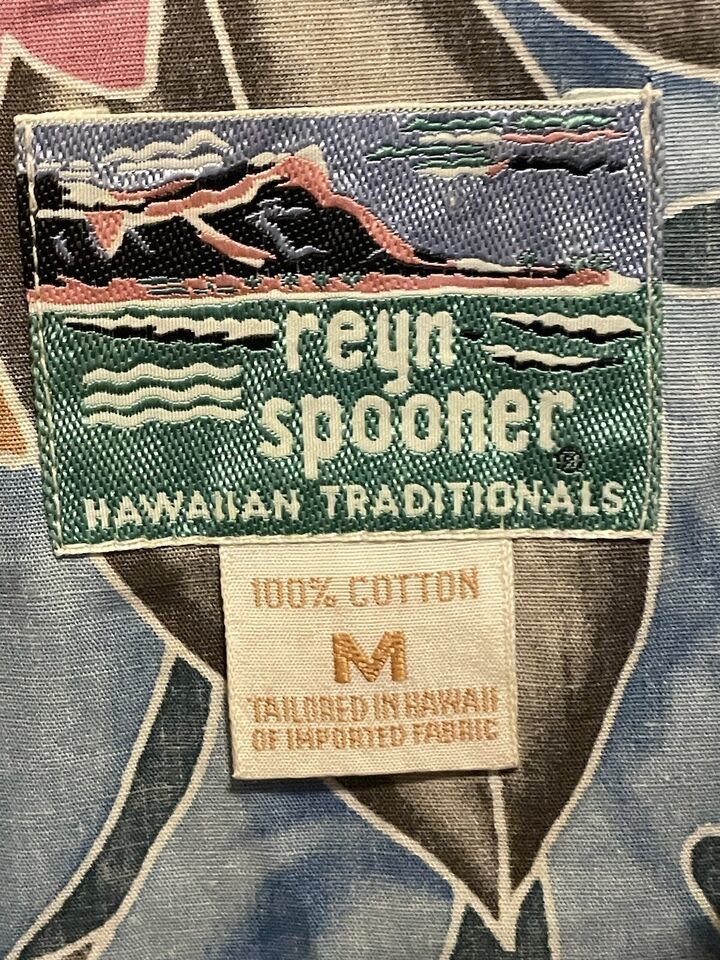 reyn
spooner®
HAWAIIAN TRADITIONALS
100% COTTON
M
TAILORED IN HAWAII
OF IMPORTED FABRIC